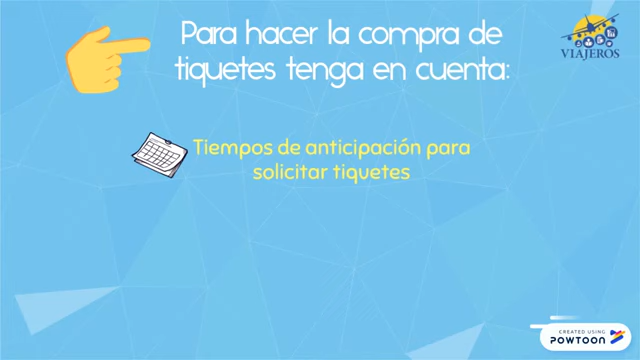 Para hacer la compra de
tiquetes tenga en cuenta:
VIAJEROS
Tiempos de anticipación para
solicitar tiquetes
CREATED USING
POWTOON